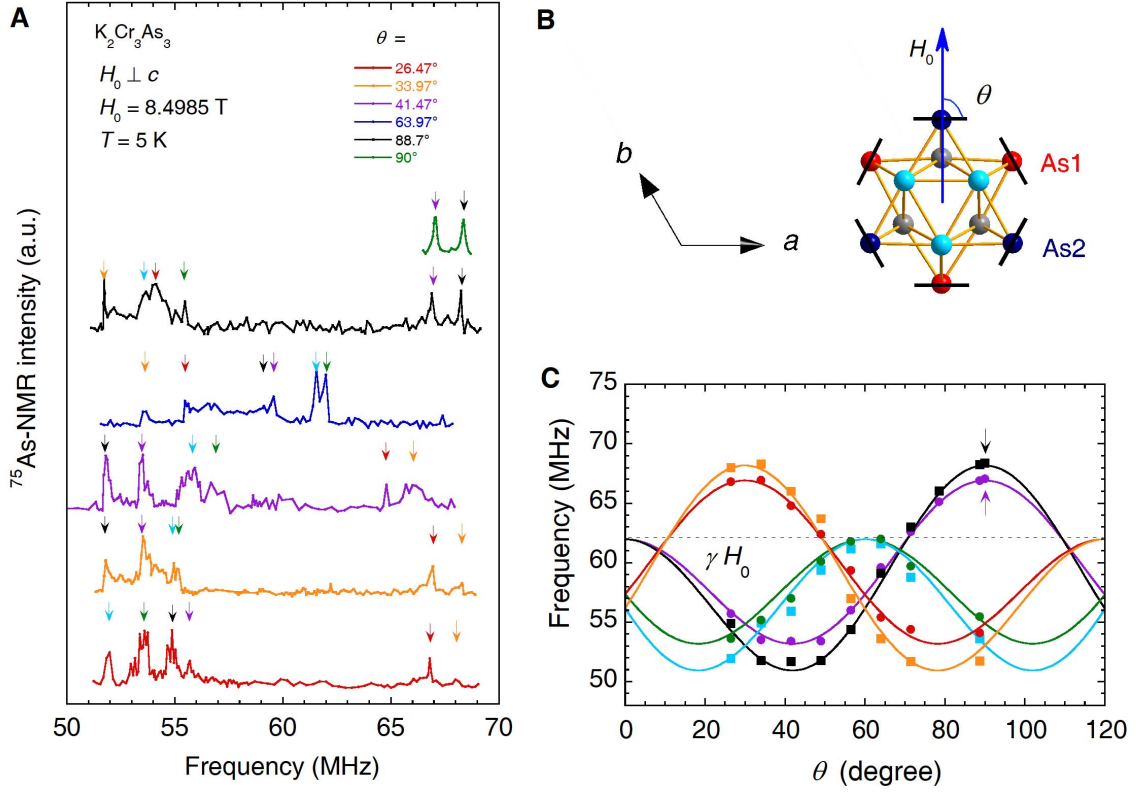 A
K₂Cr₃As₃
H₀ ⊥ c
H₀ = 8.4985 T
T = 5 K
θ =
26.47°
33.97°
41.47°
63.97°
88.7°
90°
⁷⁵As-NMR intensity (a.u.)
50 55 60 65 70
Frequency (MHz)
B
H₀
θ
b
a
As1
As2
C
75
70
65
60
55
50
Frequency (MHz)
γ H₀
0 20 40 60 80 100 120
θ (degree)